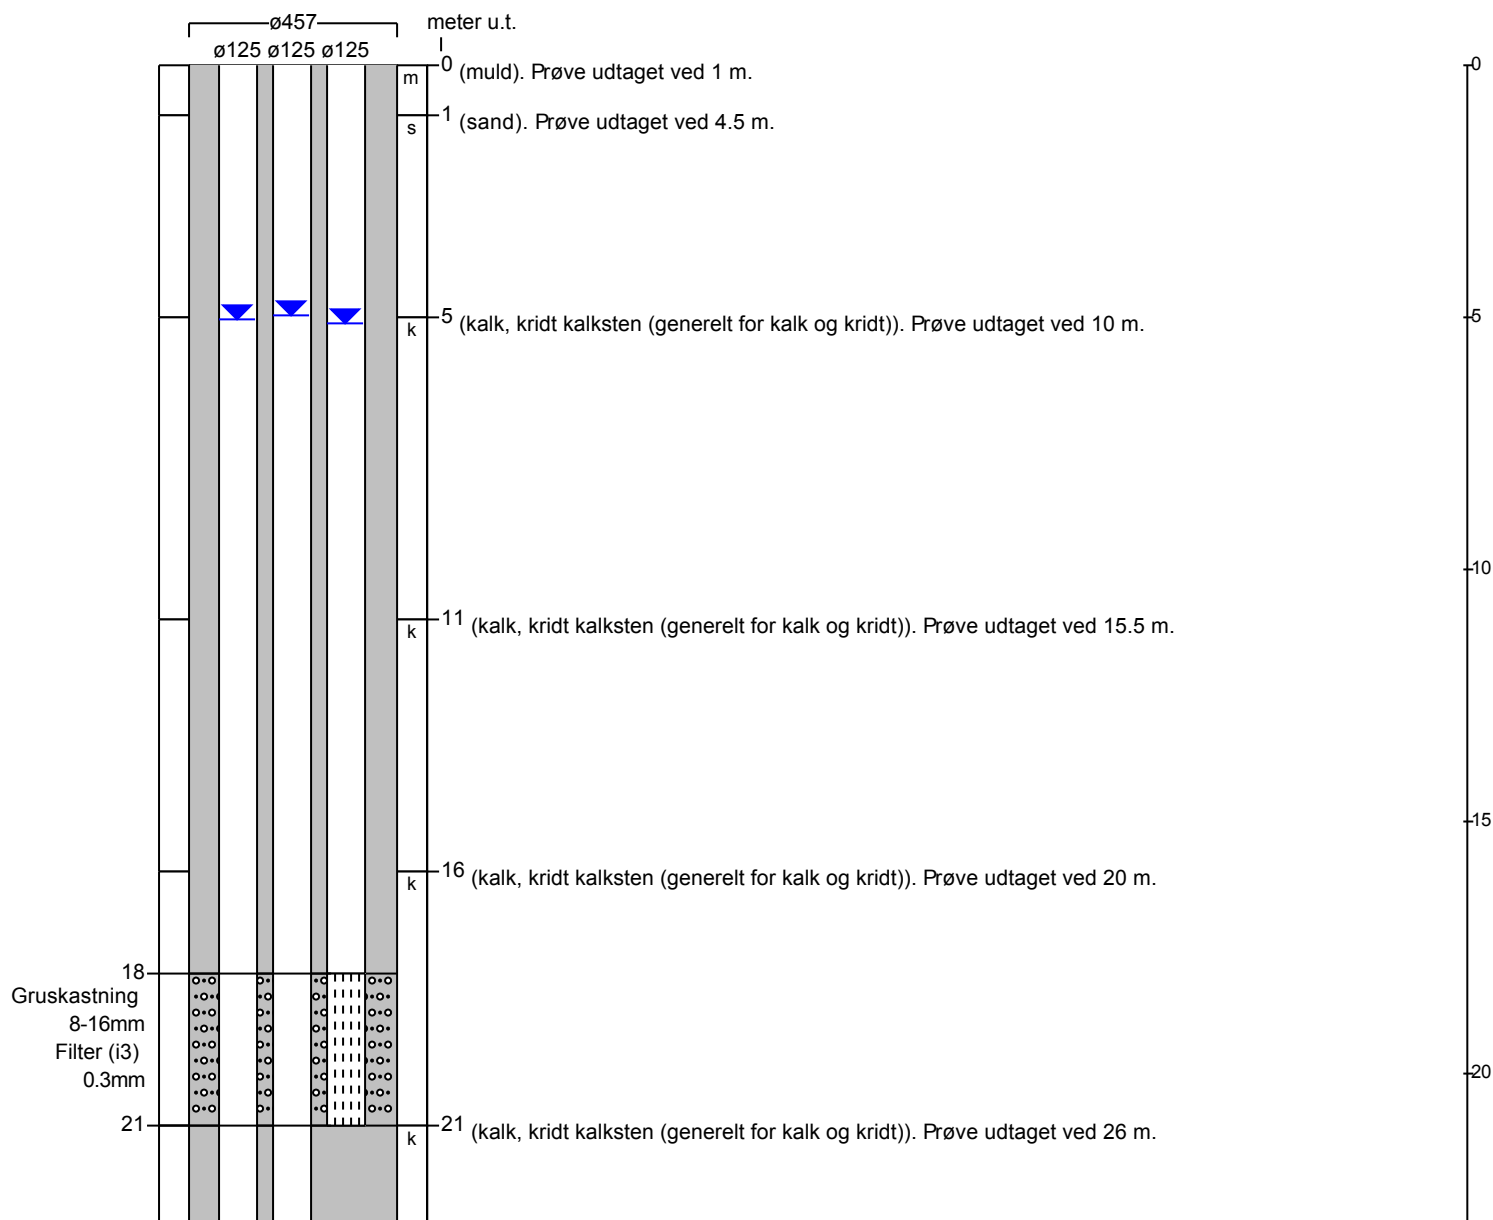 ø457 meter u.t.
ø125 ø125 ø125
m 0 (muld). Prøve udtaget ved 1 m. 0
s 1 (sand). Prøve udtaget ved 4.5 m.
k 5 (kalk, kridt kalksten (generelt for kalk og kridt)). Prøve udtaget ved 10 m. 5
10
k 11 (kalk, kridt kalksten (generelt for kalk og kridt)). Prøve udtaget ved 15.5 m.
15
k 16 (kalk, kridt kalksten (generelt for kalk og kridt)). Prøve udtaget ved 20 m.
18
Gruskastning
8-16mm
Filter (i3)
0.3mm
20
21 k 21 (kalk, kridt kalksten (generelt for kalk og kridt)). Prøve udtaget ved 26 m.